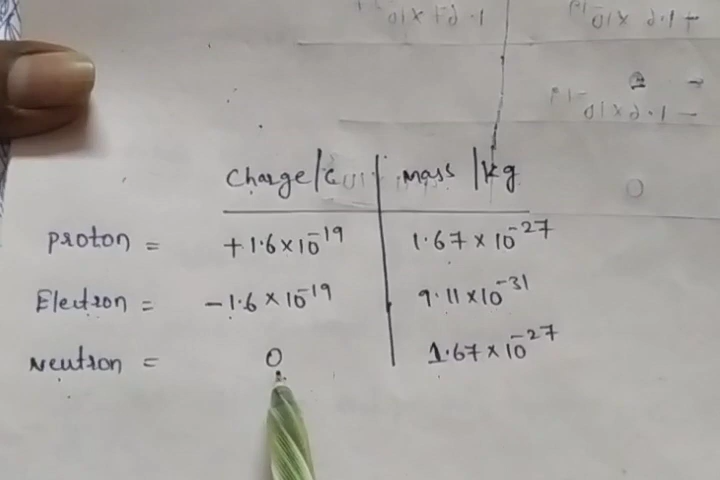 Charge/C Mass/Kg
Proton = +1.6×10⁻¹⁹ 1.67×10⁻²⁷
Electron = -1.6×10⁻¹⁹ 9.11×10⁻³¹
Neutron = 0 1.67×10⁻²⁷